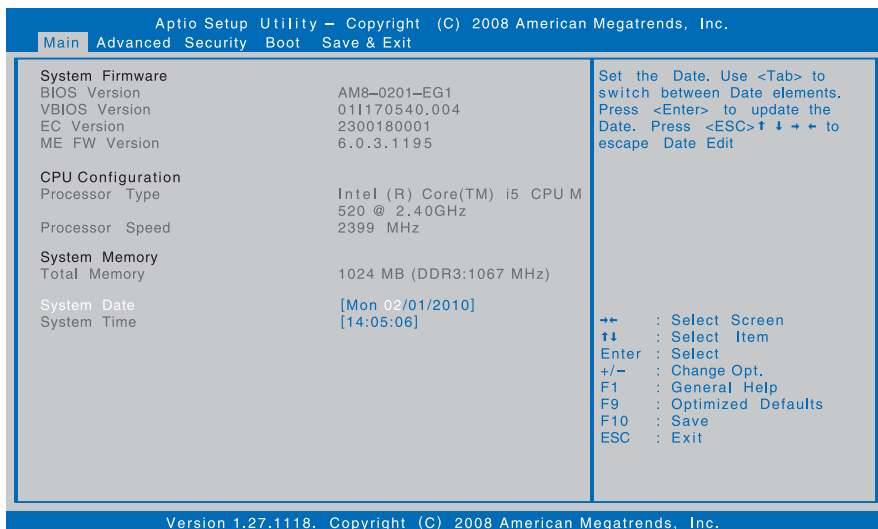 Aptio Setup Utility – Copyright (C) 2008 American Megatrends, Inc.
Main Advanced Security Boot Save & Exit
System Firmware
BIOS Version AM8–0201–EG1
VBIOS Version 01I170540.004
EC Version 2300180001
ME FW Version 6.0.3.1195
CPU Configuration
Processor Type Intel (R) Core(TM) i5 CPU M
520 @ 2.40GHz
Processor Speed 2399 MHz
System Memory
Total Memory 1024 MB (DDR3:1067 MHz)
System Date [Mon 02/01/2010]
System Time [14:05:06]
Set the Date. Use <Tab> to
switch between Date elements.
Press <Enter> to update the
Date. Press <ESC>↑ ↓ → ← to
escape Date Edit
→← : Select Screen
↑↓ : Select Item
Enter : Select
+/– : Change Opt.
F1 : General Help
F9 : Optimized Defaults
F10 : Save
ESC : Exit
Version 1.27.1118. Copyright (C) 2008 American Megatrends, Inc.